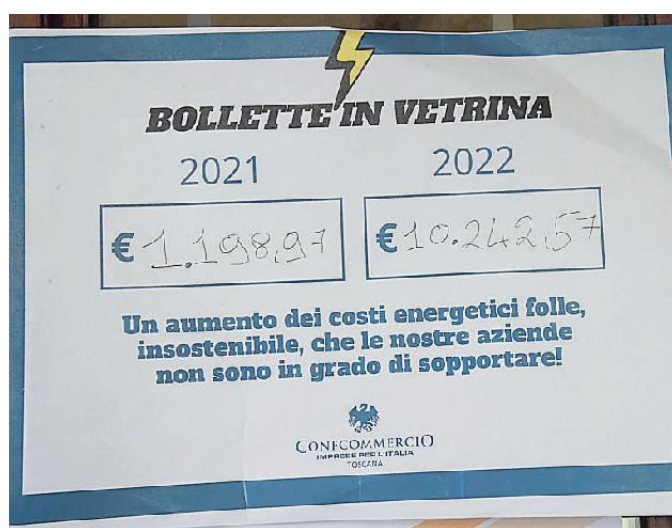 BOLLETTE IN VETRINA
2021 2022
€ 1.198,97 € 10.242,57
Un aumento dei costi energetici folle,
insostenibile, che le nostre aziende
non sono in grado di sopportare!
CONFCOMMERCIO
IMPRESE PER L'ITALIA
TOSCANA